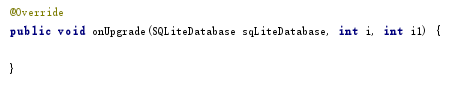 @Override
public void onUpgrade(SQLiteDatabase sqLiteDatabase, int i, int i1) {
}